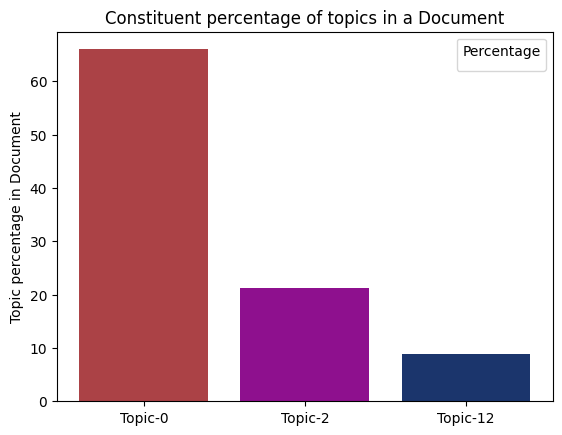 Constituent percentage of topics in a Document
Percentage
Topic percentage in Document
60
50
40
30
20
10
0
Topic-0
Topic-2
Topic-12